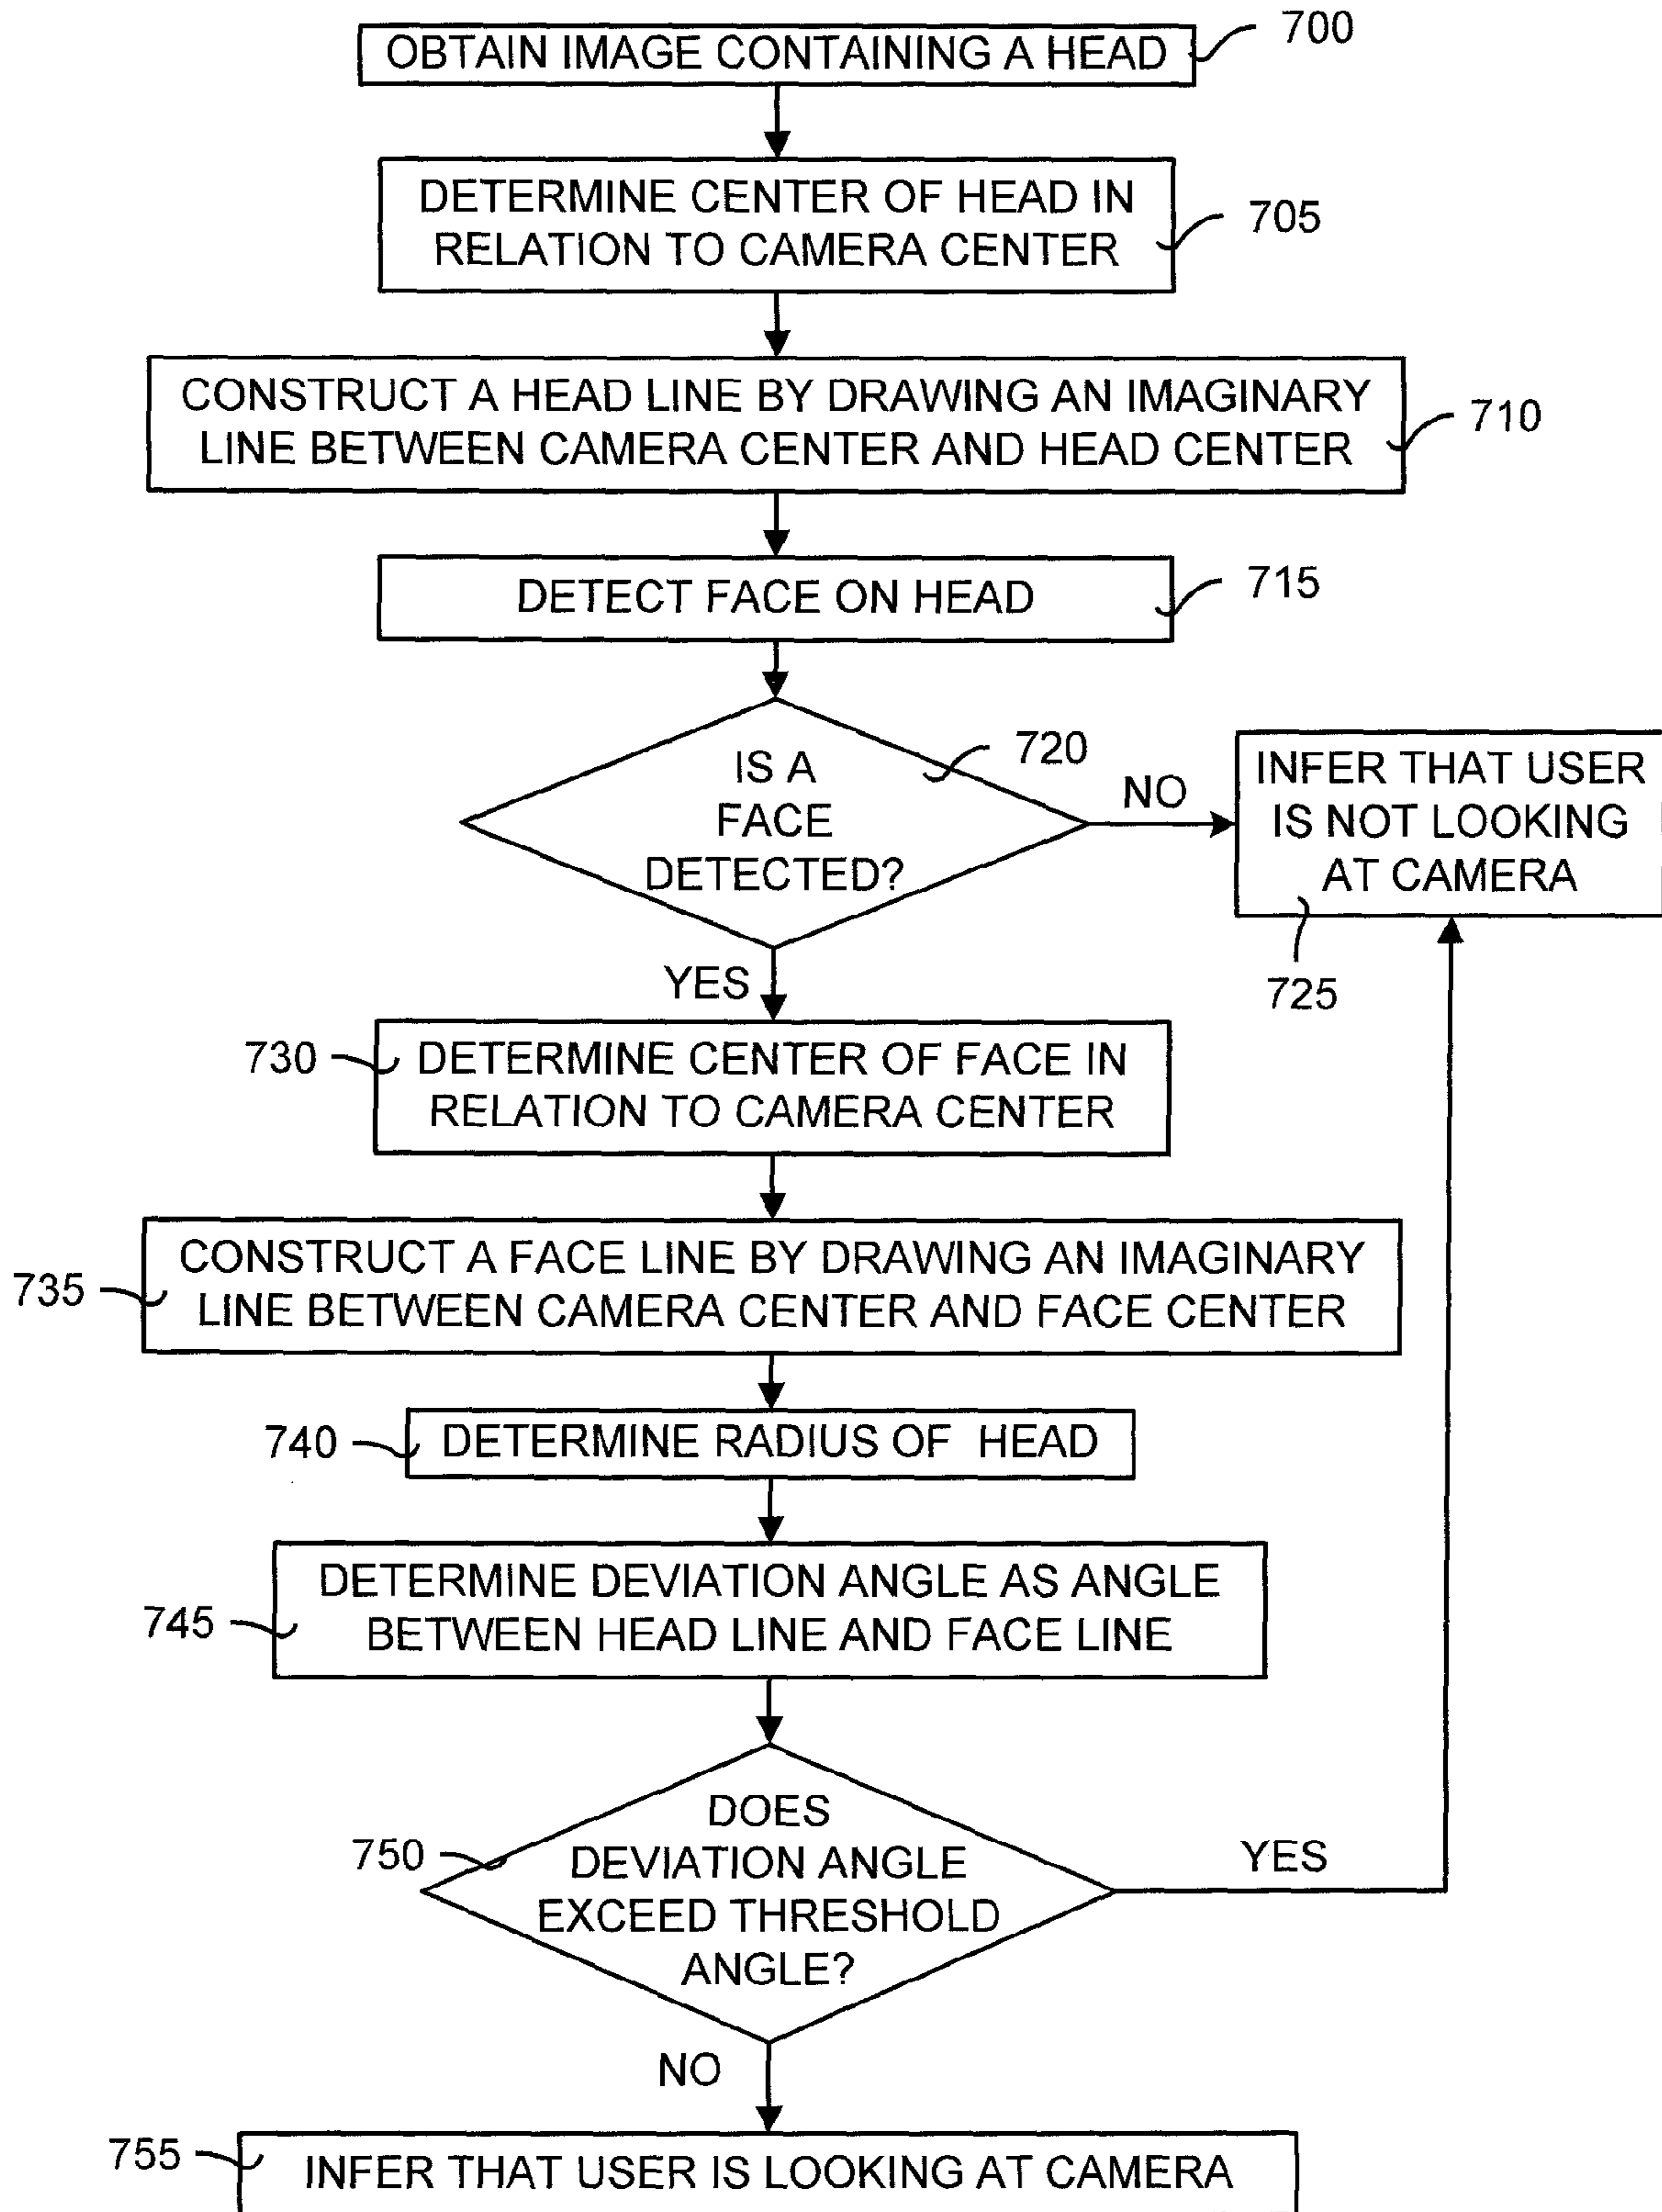 OBTAIN IMAGE CONTAINING A HEAD
700
DETERMINE CENTER OF HEAD IN
RELATION TO CAMERA CENTER
705
CONSTRUCT A HEAD LINE BY DRAWING AN IMAGINARY
LINE BETWEEN CAMERA CENTER AND HEAD CENTER
710
DETECT FACE ON HEAD
715
IS A
FACE
DETECTED?
720
NO
INFER THAT USER
IS NOT LOOKING
AT CAMERA
725
YES
730
DETERMINE CENTER OF FACE IN
RELATION TO CAMERA CENTER
735
CONSTRUCT A FACE LINE BY DRAWING AN IMAGINARY
LINE BETWEEN CAMERA CENTER AND FACE CENTER
740
DETERMINE RADIUS OF HEAD
745
DETERMINE DEVIATION ANGLE AS ANGLE
BETWEEN HEAD LINE AND FACE LINE
750
DOES
DEVIATION ANGLE
EXCEED THRESHOLD
ANGLE?
YES
NO
755
INFER THAT USER IS LOOKING AT CAMERA